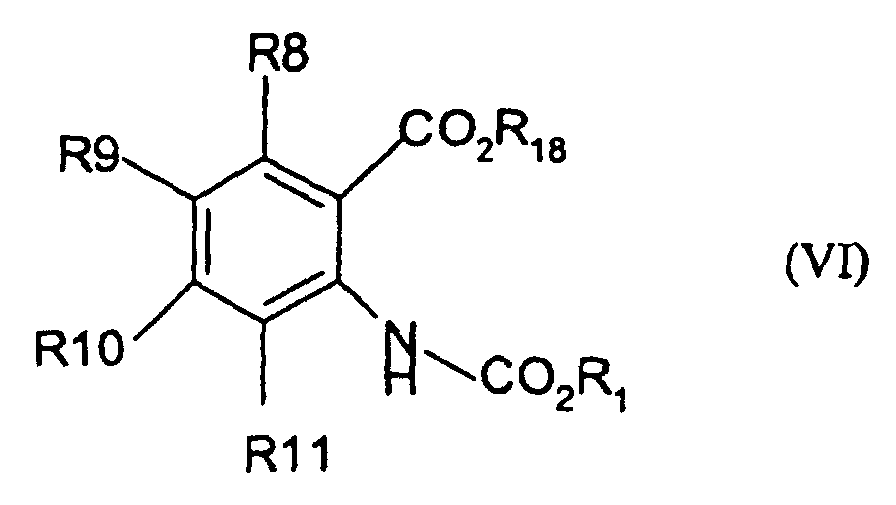 R8
CO2R18
R9
(VI)
R10
N
H
CO2R1
R11